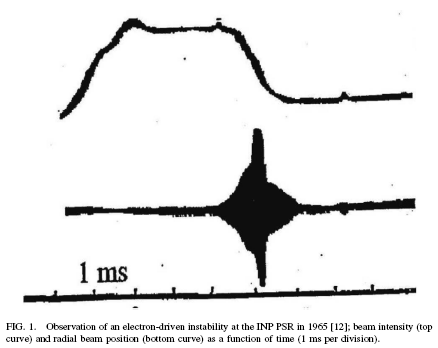 1 ms
FIG. 1. Observation of an electron-driven instability at the INP PSR in 1965 [12]; beam intensity (top
curve) and radial beam position (bottom curve) as a function of time (1 ms per division).